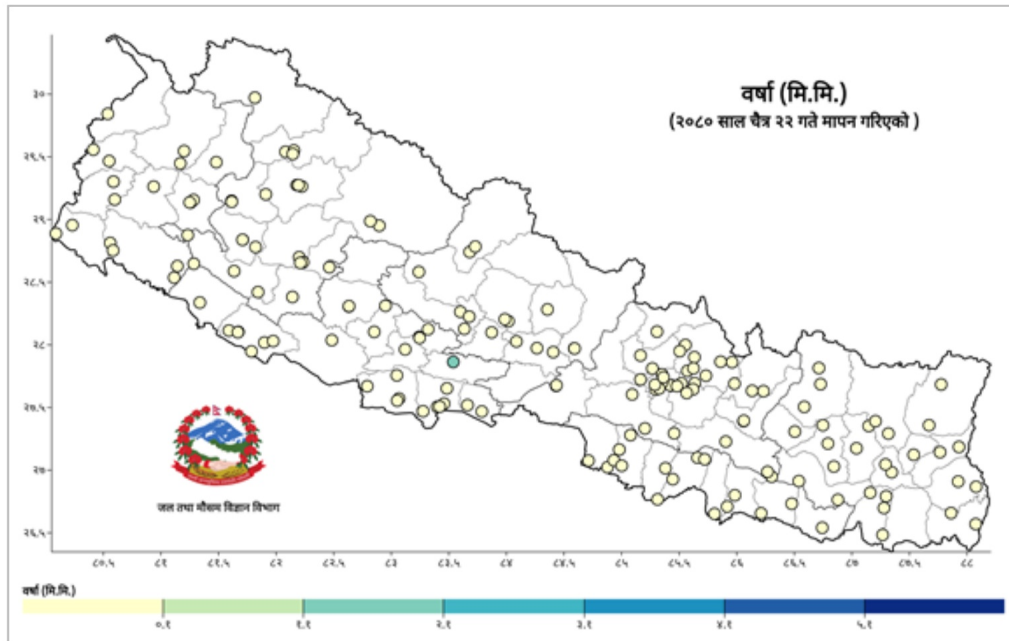 वर्षा (मि.मि.)
(२०८० साल चैत्र २२ गते मापन गरिएको )
३०
२९.५
२९
२८.५
२८
२७.५
२७
२६.५
जल तथा मौसम विज्ञान विभाग
८०.५ ८१ ८१.५ ८२ ८२.५ ८३ ८३.५ ८४ ८४.५ ८५ ८५.५ ८६ ८६.५ ८७ ८७.५ ८८
वर्षा (मि.मि.)
०.१ १.१ २.१ ३.१ ४.१ ५.१